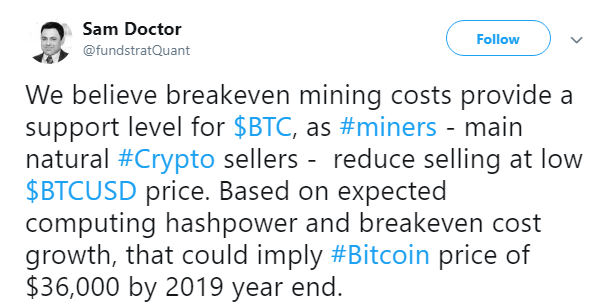 Sam Doctor
@fundstratQuant
Follow
We believe breakeven mining costs provide a
support level for $BTC, as #miners - main
natural #Crypto sellers -  reduce selling at low
$BTCUSD price. Based on expected
computing hashpower and breakeven cost
growth, that could imply #Bitcoin price of
$36,000 by 2019 year end.